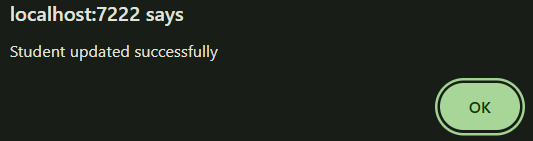 localhost:7222 says
Student updated successfully
OK